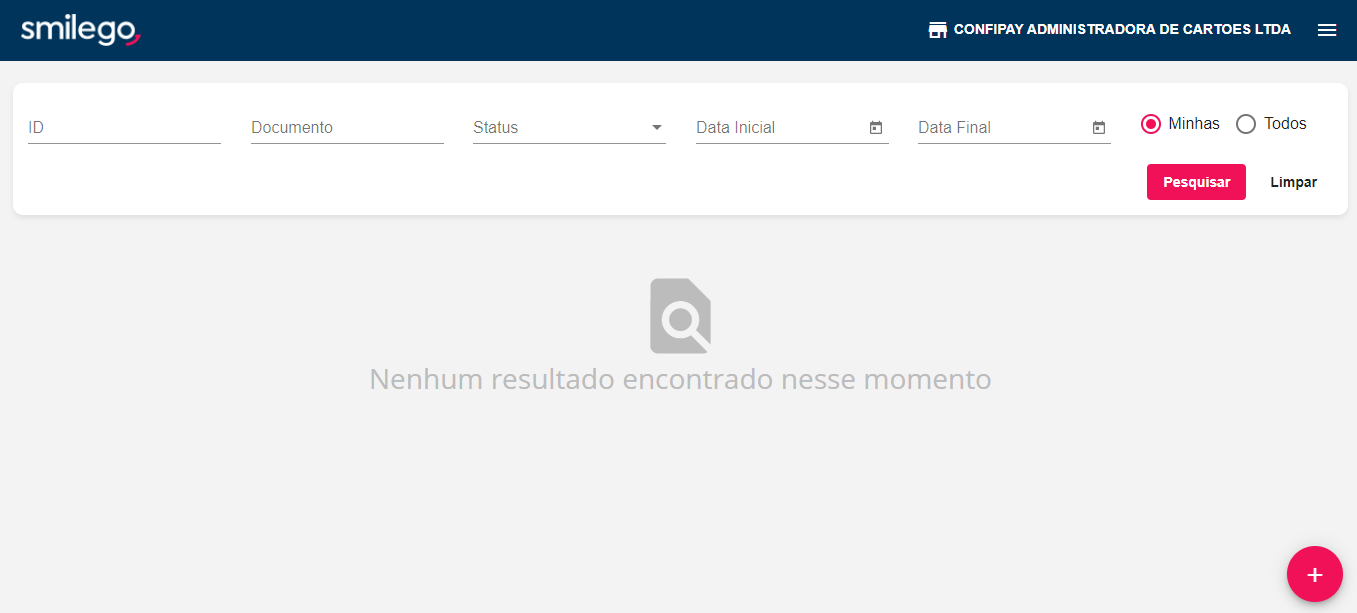 smilego
CONFIPAY ADMINISTRADORA DE CARTOES LTDA
ID
Documento
Status
Data Inicial
Data Final
Minhas
Todos
Pesquisar
Limpar
Nenhum resultado encontrado nesse momento
+